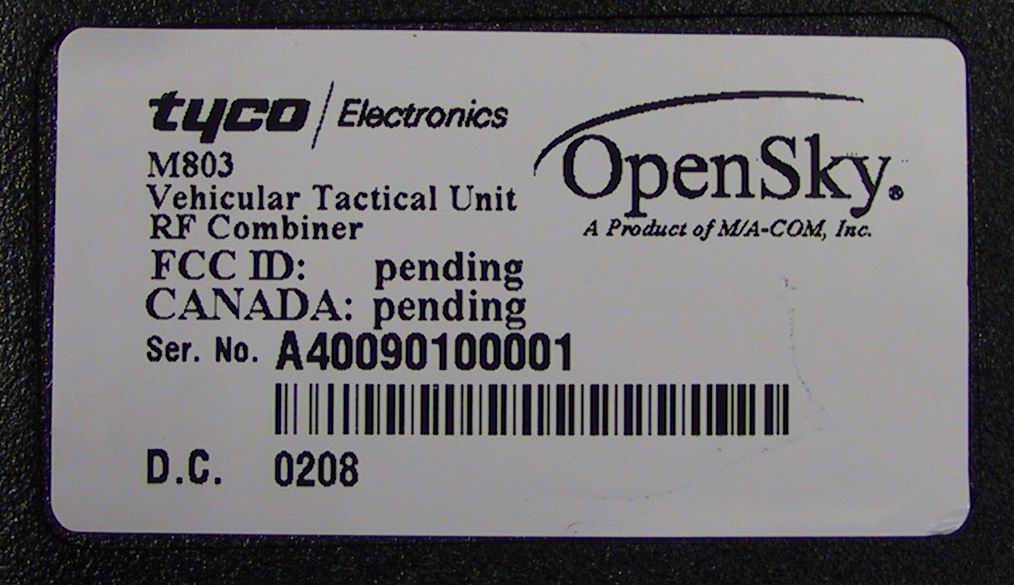 tyco / Electronics
OpenSky®
A Product of M/A-COM, Inc.
M803
Vehicular Tactical Unit
RF Combiner
FCC ID: pending
CANADA: pending
Ser. No. A40090100001
D.C. 0208